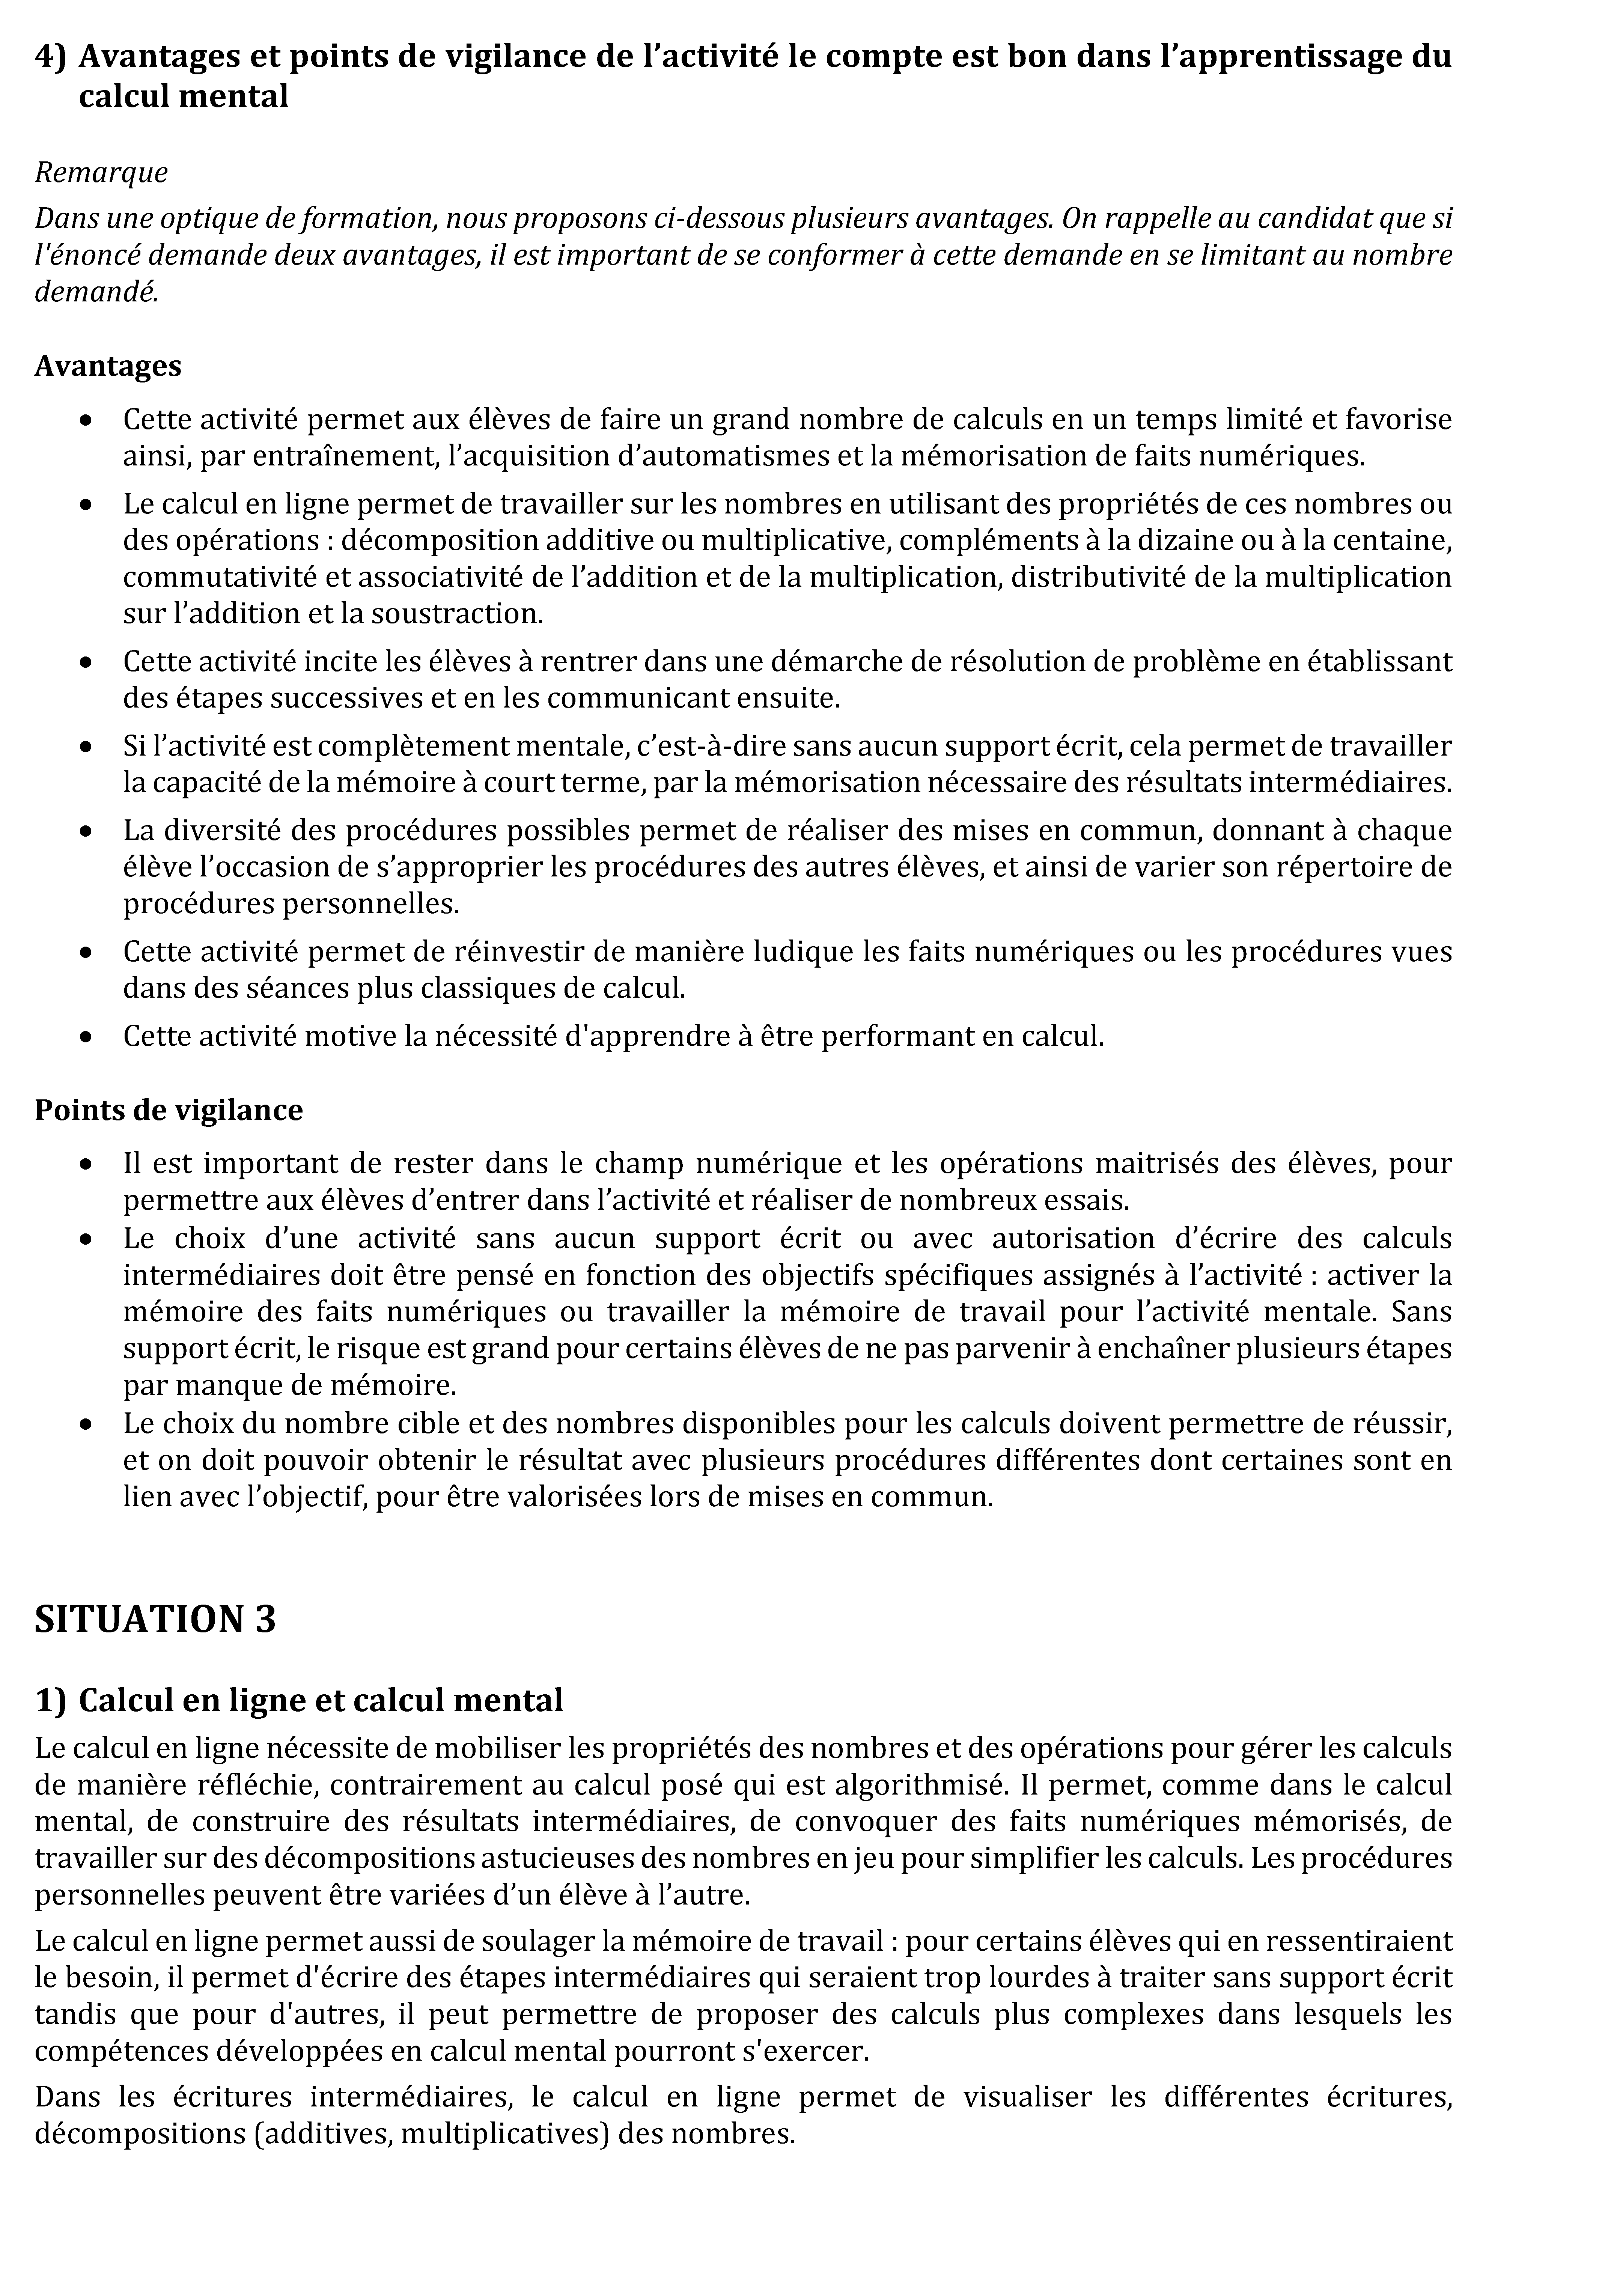 4) Avantages et points de vigilance de l’activité le compte est bon dans l’apprentissage du
calcul mental
Remarque
Dans une optique de formation, nous proposons ci-dessous plusieurs avantages. On rappelle au candidat que si
l'énoncé demande deux avantages, il est important de se conformer à cette demande en se limitant au nombre
demandé.
Avantages
• Cette activité permet aux élèves de faire un grand nombre de calculs en un temps limité et favorise
ainsi, par entraînement, l’acquisition d’automatismes et la mémorisation de faits numériques.
• Le calcul en ligne permet de travailler sur les nombres en utilisant des propriétés de ces nombres ou
des opérations : décomposition additive ou multiplicative, compléments à la dizaine ou à la centaine,
commutativité et associativité de l’addition et de la multiplication, distributivité de la multiplication
sur l’addition et la soustraction.
• Cette activité incite les élèves à rentrer dans une démarche de résolution de problème en établissant
des étapes successives et en les communicant ensuite.
• Si l’activité est complètement mentale, c’est-à-dire sans aucun support écrit, cela permet de travailler
la capacité de la mémoire à court terme, par la mémorisation nécessaire des résultats intermédiaires.
• La diversité des procédures possibles permet de réaliser des mises en commun, donnant à chaque
élève l’occasion de s’approprier les procédures des autres élèves, et ainsi de varier son répertoire de
procédures personnelles.
• Cette activité permet de réinvestir de manière ludique les faits numériques ou les procédures vues
dans des séances plus classiques de calcul.
• Cette activité motive la nécessité d'apprendre à être performant en calcul.
Points de vigilance
• Il est important de rester dans le champ numérique et les opérations maitrisés des élèves, pour
permettre aux élèves d’entrer dans l’activité et réaliser de nombreux essais.
• Le choix d’une activité sans aucun support écrit ou avec autorisation d’écrire des calculs
intermédiaires doit être pensé en fonction des objectifs spécifiques assignés à l’activité : activer la
mémoire des faits numériques ou travailler la mémoire de travail pour l’activité mentale. Sans
support écrit, le risque est grand pour certains élèves de ne pas parvenir à enchaîner plusieurs étapes
par manque de mémoire.
• Le choix du nombre cible et des nombres disponibles pour les calculs doivent permettre de réussir,
et on doit pouvoir obtenir le résultat avec plusieurs procédures différentes dont certaines sont en
lien avec l’objectif, pour être valorisées lors de mises en commun.
SITUATION 3
1) Calcul en ligne et calcul mental
Le calcul en ligne nécessite de mobiliser les propriétés des nombres et des opérations pour gérer les calculs
de manière réfléchie, contrairement au calcul posé qui est algorithmisé. Il permet, comme dans le calcul
mental, de construire des résultats intermédiaires, de convoquer des faits numériques mémorisés, de
travailler sur des décompositions astucieuses des nombres en jeu pour simplifier les calculs. Les procédures
personnelles peuvent être variées d’un élève à l’autre.
Le calcul en ligne permet aussi de soulager la mémoire de travail : pour certains élèves qui en ressentiraient
le besoin, il permet d'écrire des étapes intermédiaires qui seraient trop lourdes à traiter sans support écrit
tandis que pour d'autres, il peut permettre de proposer des calculs plus complexes dans lesquels les
compétences développées en calcul mental pourront s'exercer.
Dans les écritures intermédiaires, le calcul en ligne permet de visualiser les différentes écritures,
décompositions (additives, multiplicatives) des nombres.